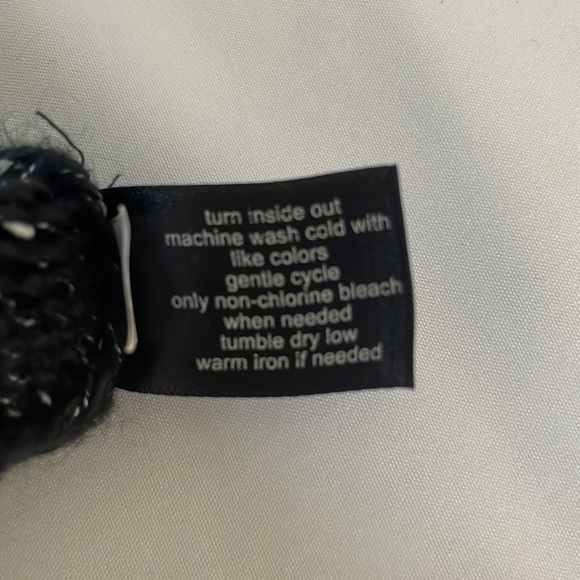 turn inside out
machine wash cold with
like colors
gentle cycle
only non-chlorine bleach
when needed
tumble dry low
warm iron if needed